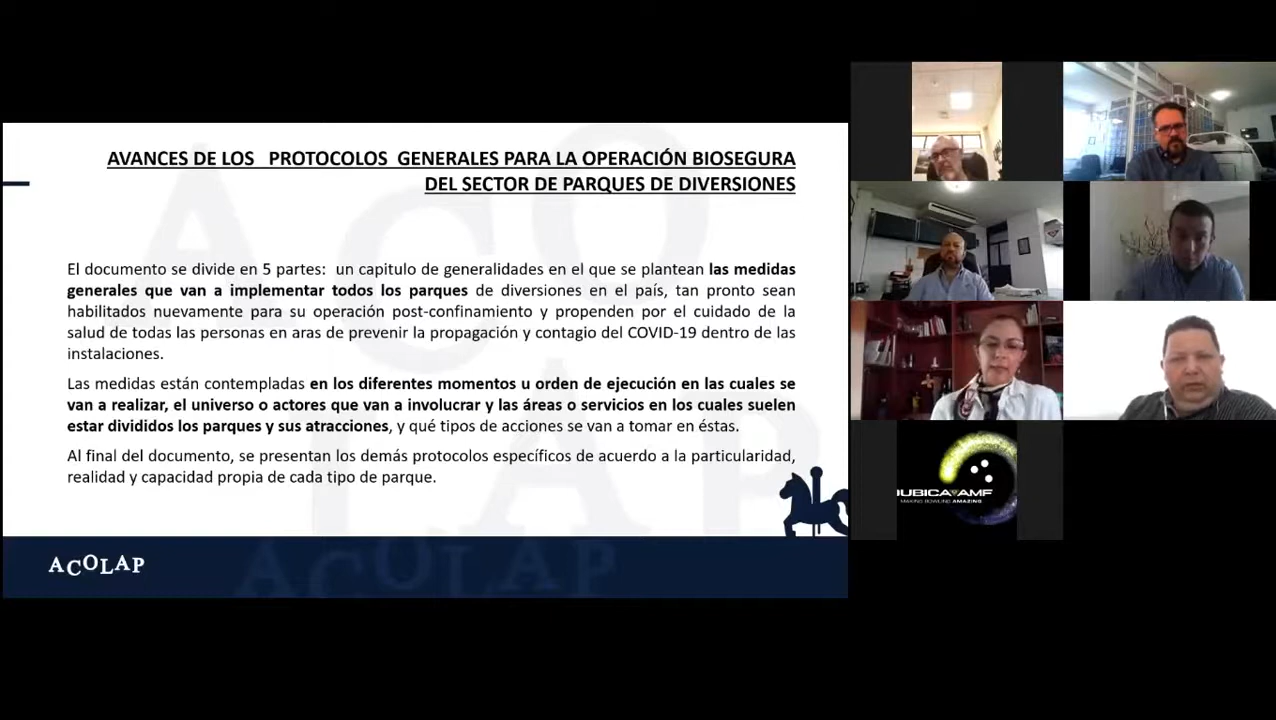 AVANCES DE LOS PROTOCOLOS GENERALES PARA LA OPERACIÓN BIOSEGURA
DEL SECTOR DE PARQUES DE DIVERSIONES
El documento se divide en 5 partes: un capitulo de generalidades en el que se plantean las medidas
generales que van a implementar todos los parques de diversiones en el país, tan pronto sean
habilitados nuevamente para su operación post-confinamiento y propenden por el cuidado de la
salud de todas las personas en aras de prevenir la propagación y contagio del COVID-19 dentro de las
instalaciones.
Las medidas están contempladas en los diferentes momentos u orden de ejecución en las cuales se
van a realizar, el universo o actores que van a involucrar y las áreas o servicios en los cuales suelen
estar divididos los parques y sus atracciones, y qué tipos de acciones se van a tomar en éstas.
Al final del documento, se presentan los demás protocolos específicos de acuerdo a la particularidad,
realidad y capacidad propia de cada tipo de parque.
ACOLAP
ACOLAP
UBICA AMF
MAKING BOWLING AMAZING